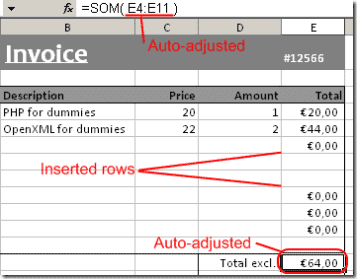 fx =SOM( E4:E11 )
Auto-adjusted
B C D E
Invoice #12566
Description Price Amount Total
PHP for dummies 20 1 €20,00
OpenXML for dummies 22 2 €44,00
€0,00
Inserted rows
€0,00
€0,00
€0,00
Auto-adjusted
Total excl. €64,00